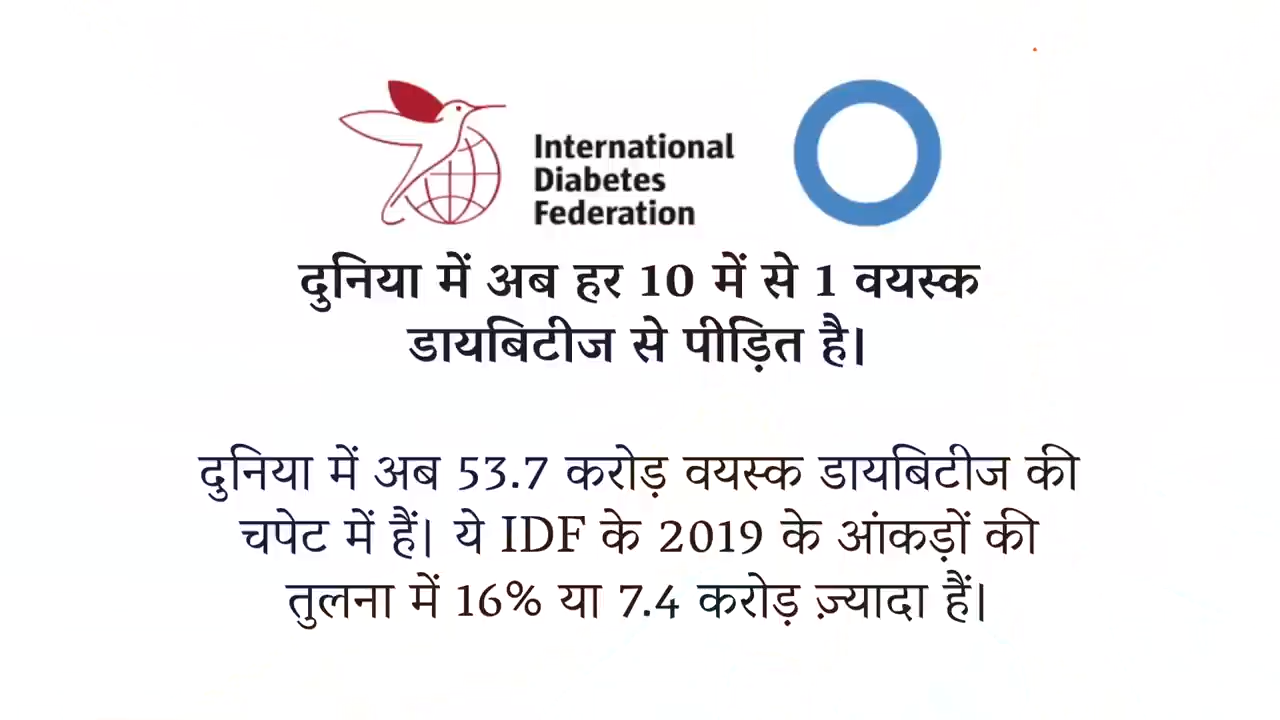 International
Diabetes
Federation
दुनिया में अब हर 10 में से 1 वयस्क
डायबिटीज से पीड़ित है।
दुनिया में अब 53.7 करोड़ वयस्क डायबिटीज की
चपेट में हैं। ये IDF के 2019 के आंकड़ों की
तुलना में 16% या 7.4 करोड़ ज़्यादा हैं।